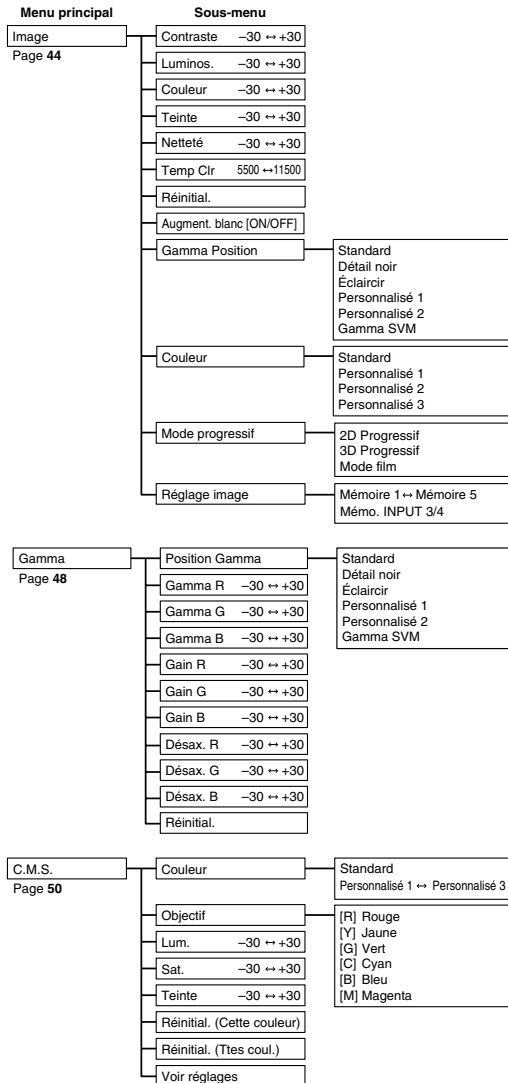 Menu principal Sous-menu
Image
Page 44
Contraste –30 ↔ +30
Luminos. –30 ↔ +30
Couleur –30 ↔ +30
Teinte –30 ↔ +30
Netteté –30 ↔ +30
Temp Clr 5500 ↔ 11500
Réinitial.
Augment. blanc [ON/OFF]
Gamma Position
Standard
Détail noir
Éclaircir
Personnalisé 1
Personnalisé 2
Gamma SVM
Couleur
Standard
Personnalisé 1
Personnalisé 2
Personnalisé 3
Mode progressif
2D Progressif
3D Progressif
Mode film
Réglage image
Mémoire 1 ↔ Mémoire 5
Mémo. INPUT 3/4
Gamma
Page 48
Position Gamma
Standard
Détail noir
Éclaircir
Personnalisé 1
Personnalisé 2
Gamma SVM
Gamma R –30 ↔ +30
Gamma G –30 ↔ +30
Gamma B –30 ↔ +30
Gain R –30 ↔ +30
Gain G –30 ↔ +30
Gain B –30 ↔ +30
Désax. R –30 ↔ +30
Désax. G –30 ↔ +30
Désax. B –30 ↔ +30
Réinitial.
C.M.S.
Page 50
Couleur
Standard
Personnalisé 1 ↔ Personnalisé 3
Objectif
[R] Rouge
[Y] Jaune
[G] Vert
[C] Cyan
[B] Bleu
[M] Magenta
Lum. –30 ↔ +30
Sat. –30 ↔ +30
Teinte –30 ↔ +30
Réinitial. (Cette couleur)
Réinitial. (Ttes coul.)
Voir réglages